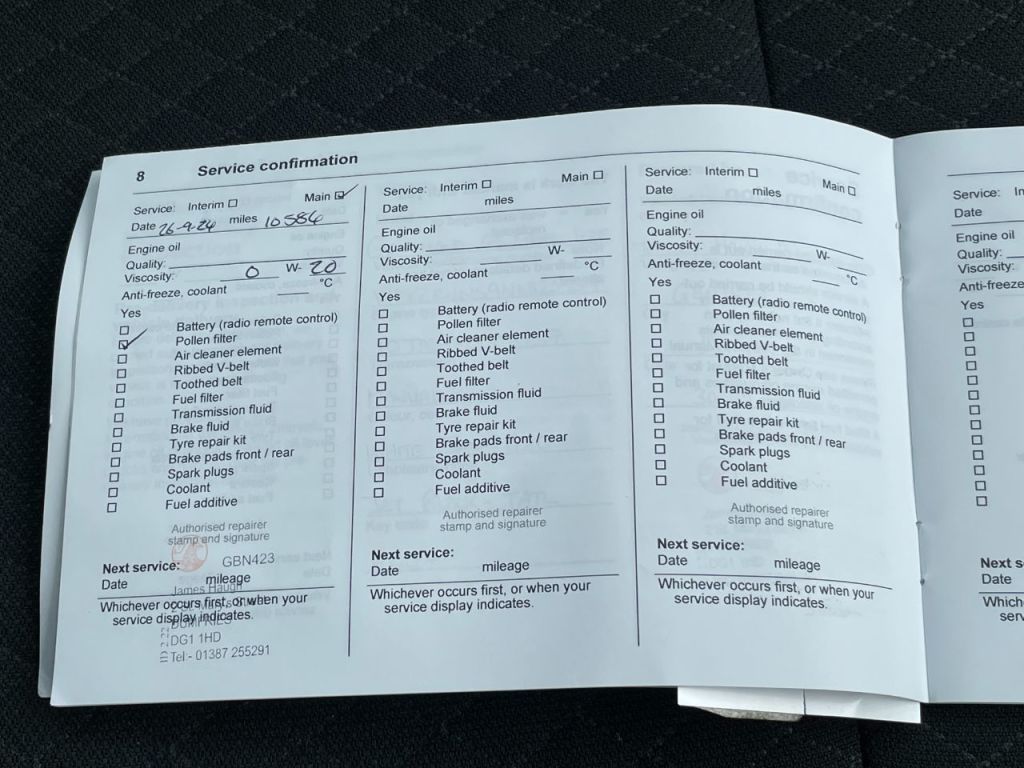 8 Service confirmation
Service: Interim ☐ Main ☑
Date 26-9-24 miles 10586
Engine oil
Quality:
Viscosity: 0 W- 20
Anti-freeze, coolant °C
Yes
☐ Battery (radio remote control)
☑ Pollen filter
☐ Air cleaner element
☐ Ribbed V-belt
☐ Toothed belt
☐ Fuel filter
☐ Transmission fluid
☐ Brake fluid
☐ Tyre repair kit
☐ Brake pads front / rear
☐ Spark plugs
☐ Coolant
☐ Fuel additive
Authorised repairer
stamp and signature
GBN423
Next service:
Date mileage
James Haugh
Whichever occurs first, or when your
service display indicates.
DUMFRIES
DG1 1HD
Tel:- 01387 255291
Service: Interim ☐ Main ☐
Date miles
Engine oil
Quality:
Viscosity: W-
Anti-freeze, coolant °C
Yes
☐ Battery (radio remote control)
☐ Pollen filter
☐ Air cleaner element
☐ Ribbed V-belt
☐ Toothed belt
☐ Fuel filter
☐ Transmission fluid
☐ Brake fluid
☐ Tyre repair kit
☐ Brake pads front / rear
☐ Spark plugs
☐ Coolant
☐ Fuel additive
Authorised repairer
stamp and signature
Next service:
Date mileage
Whichever occurs first, or when your
service display indicates.
Service: Interim ☐ Main ☐
Date miles
Engine oil
Quality:
Viscosity: W-
Anti-freeze, coolant °C
Yes
☐ Battery (radio remote control)
☐ Pollen filter
☐ Air cleaner element
☐ Ribbed V-belt
☐ Toothed belt
☐ Fuel filter
☐ Transmission fluid
☐ Brake fluid
☐ Tyre repair kit
☐ Brake pads front / rear
☐ Spark plugs
☐ Coolant
☐ Fuel additive
Authorised repairer
stamp and signature
Next service:
Date mileage
Whichever occurs first, or when your
service display indicates.
Service: In
Date
Engine oil
Quality:
Viscosity:
Anti-freeze
Yes
Next s
Date
Which
serv